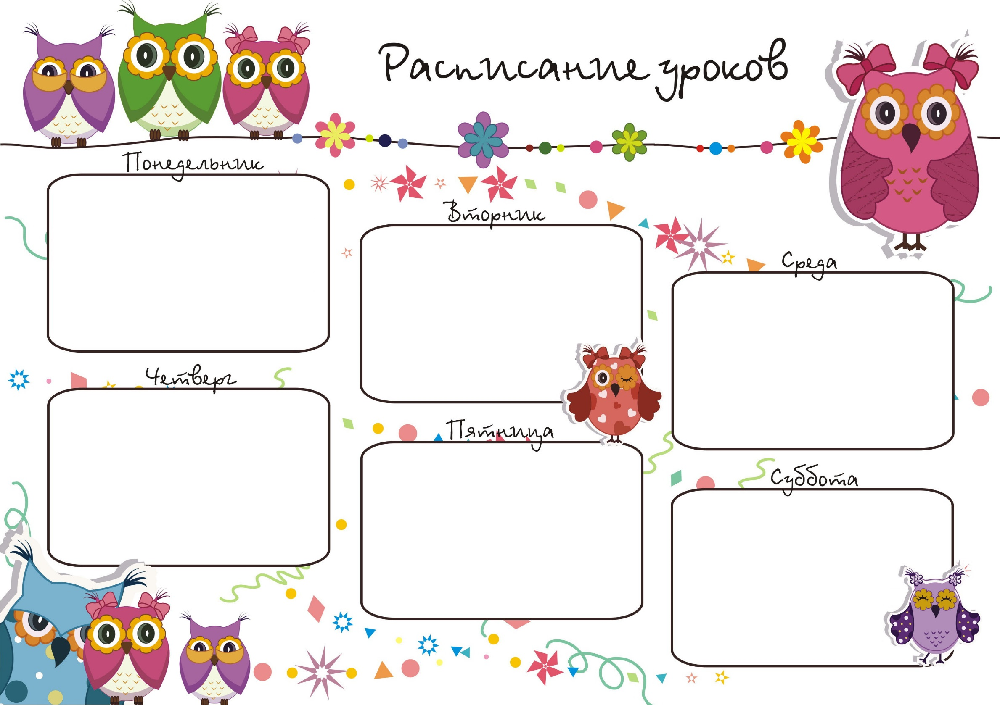 Расписание уроков
Понедельник
Вторник
Среда
Четверг
Пятница
Суббота